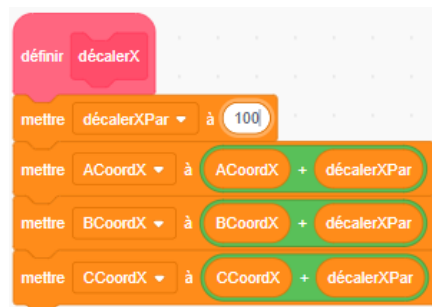 définir décalerX
mettre décalerXPar à 100
mettre ACoordX à ACoordX + décalerXPar
mettre BCoordX à BCoordX + décalerXPar
mettre CCoordX à CCoordX + décalerXPar